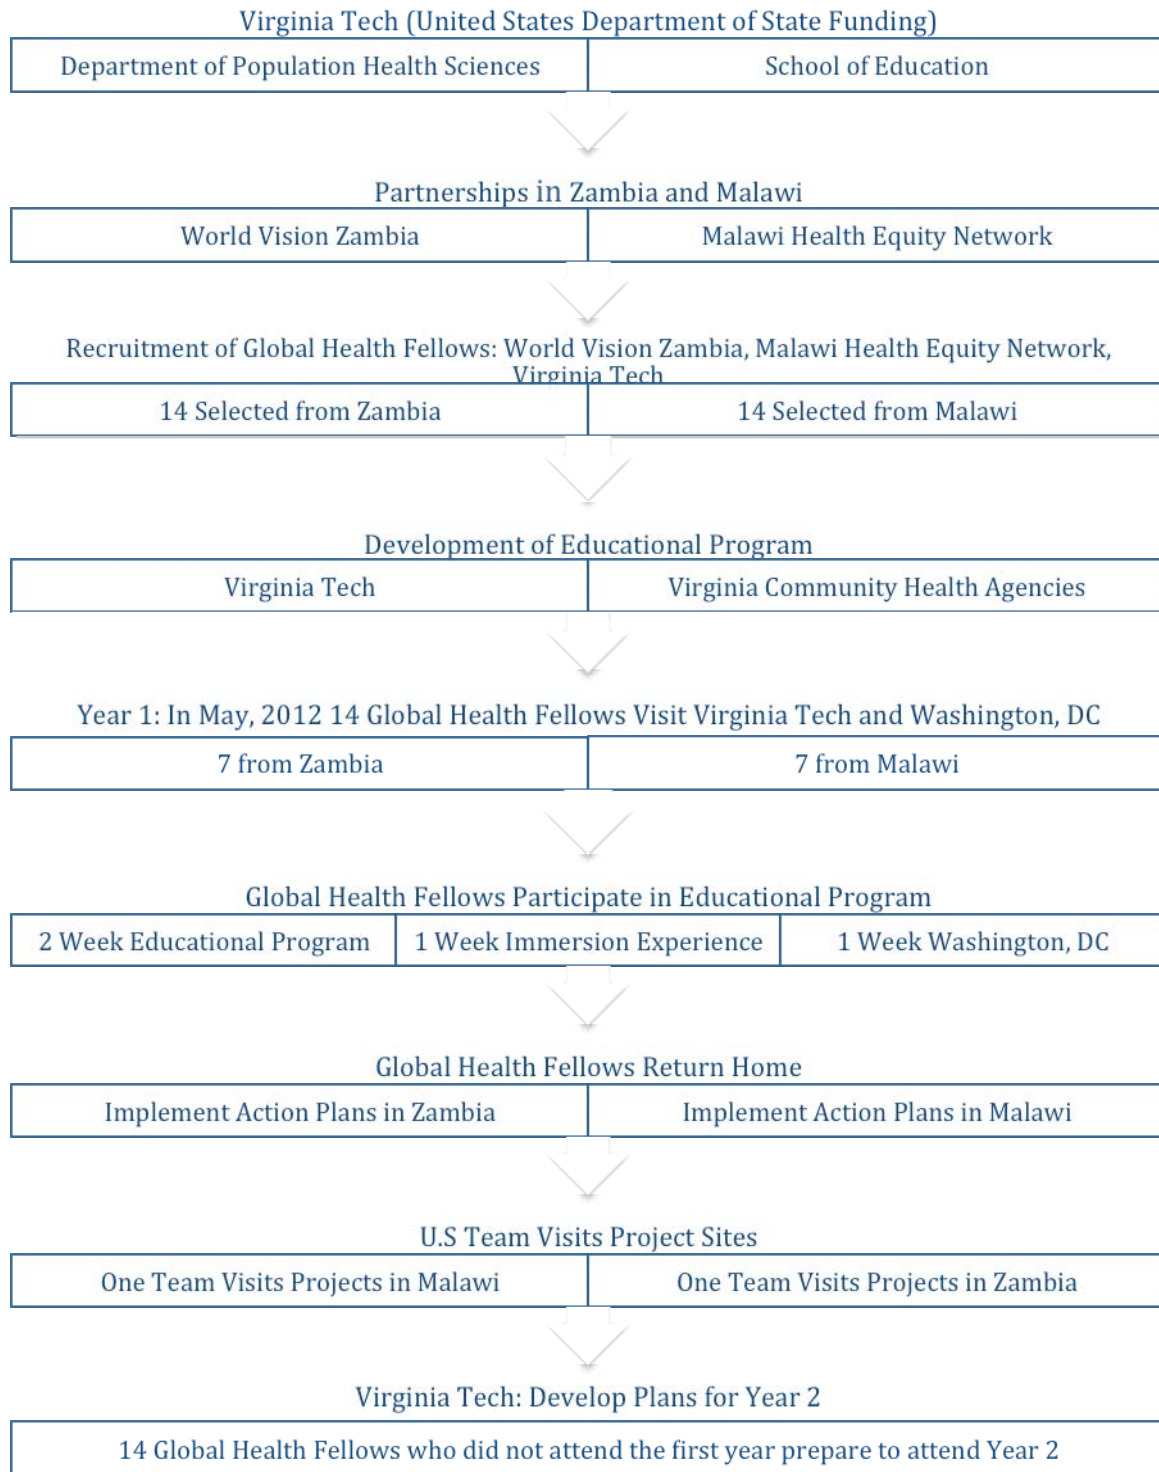 Virginia Tech (United States Department of State Funding)
Department of Population Health Sciences
School of Education
Partnerships in Zambia and Malawi
World Vision Zambia
Malawi Health Equity Network
Recruitment of Global Health Fellows: World Vision Zambia, Malawi Health Equity Network,
Virginia Tech
14 Selected from Zambia
14 Selected from Malawi
Development of Educational Program
Virginia Tech
Virginia Community Health Agencies
Year 1: In May, 2012 14 Global Health Fellows Visit Virginia Tech and Washington, DC
7 from Zambia
7 from Malawi
Global Health Fellows Participate in Educational Program
2 Week Educational Program
1 Week Immersion Experience
1 Week Washington, DC
Global Health Fellows Return Home
Implement Action Plans in Zambia
Implement Action Plans in Malawi
U.S Team Visits Project Sites
One Team Visits Projects in Malawi
One Team Visits Projects in Zambia
Virginia Tech: Develop Plans for Year 2
14 Global Health Fellows who did not attend the first year prepare to attend Year 2